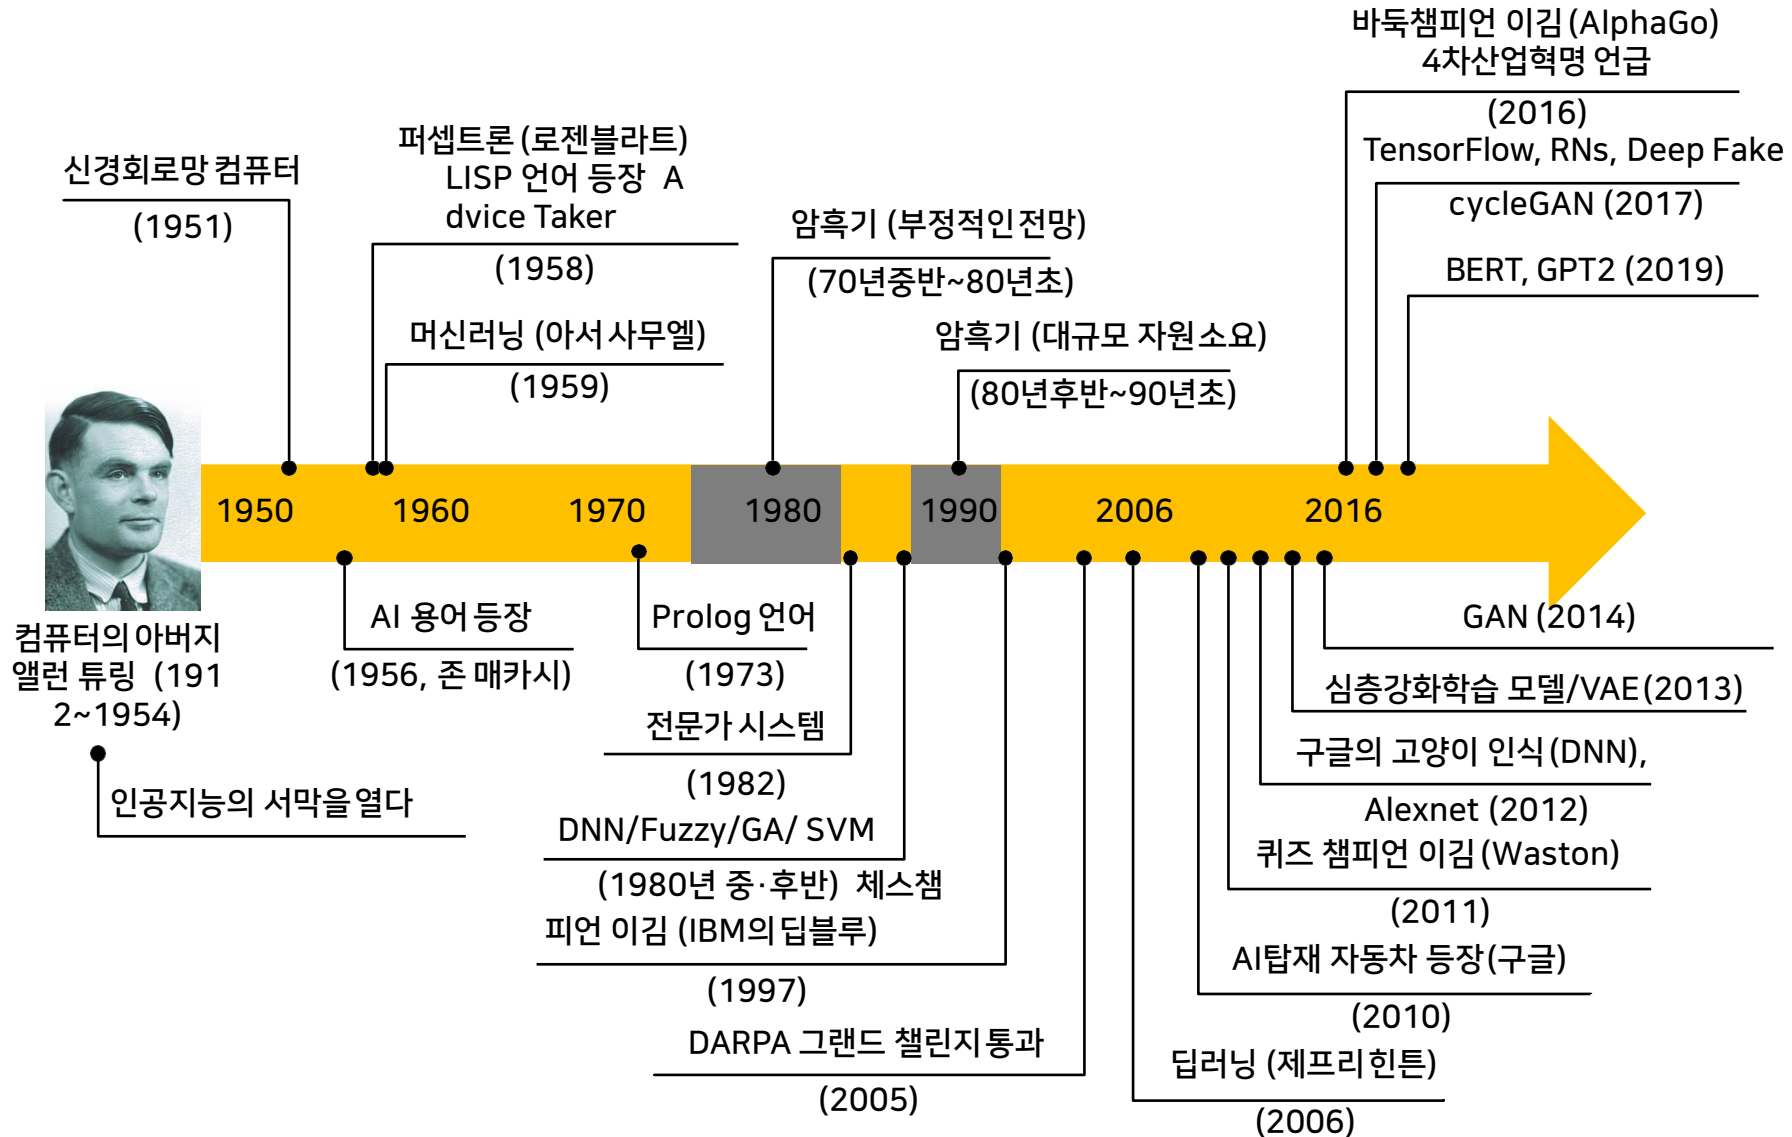 바둑챔피언 이김 (AlphaGo)
4차산업혁명 언급
(2016)
TensorFlow, RNs, Deep Fake
cycleGAN (2017)
BERT, GPT2 (2019)
신경회로망 컴퓨터
(1951)
퍼셉트론 (로젠블라트)
LISP 언어 등장 A
dvice Taker
(1958)
머신러닝 (아서 사무엘)
(1959)
암흑기 (부정적인 전망)
(70년중반~80년초)
암흑기 (대규모 자원 소요)
(80년후반~90년초)
1950
1960
1970
1980
1990
2006
2016
컴퓨터의 아버지
앨런 튜링 (191
2~1954)
인공지능의 서막을 열다
AI 용어 등장
(1956, 존 매카시)
Prolog 언어
(1973)
전문가 시스템
(1982)
DNN/Fuzzy/GA/ SVM
(1980년 중·후반) 체스챔
피언 이김 (IBM의 딥블루)
(1997)
DARPA 그랜드 챌린지 통과
(2005)
GAN (2014)
심층강화학습 모델/VAE (2013)
구글의 고양이 인식 (DNN),
Alexnet (2012)
퀴즈 챔피언 이김 (Waston)
(2011)
AI탑재 자동차 등장 (구글)
(2010)
딥러닝 (제프리 힌튼)
(2006)